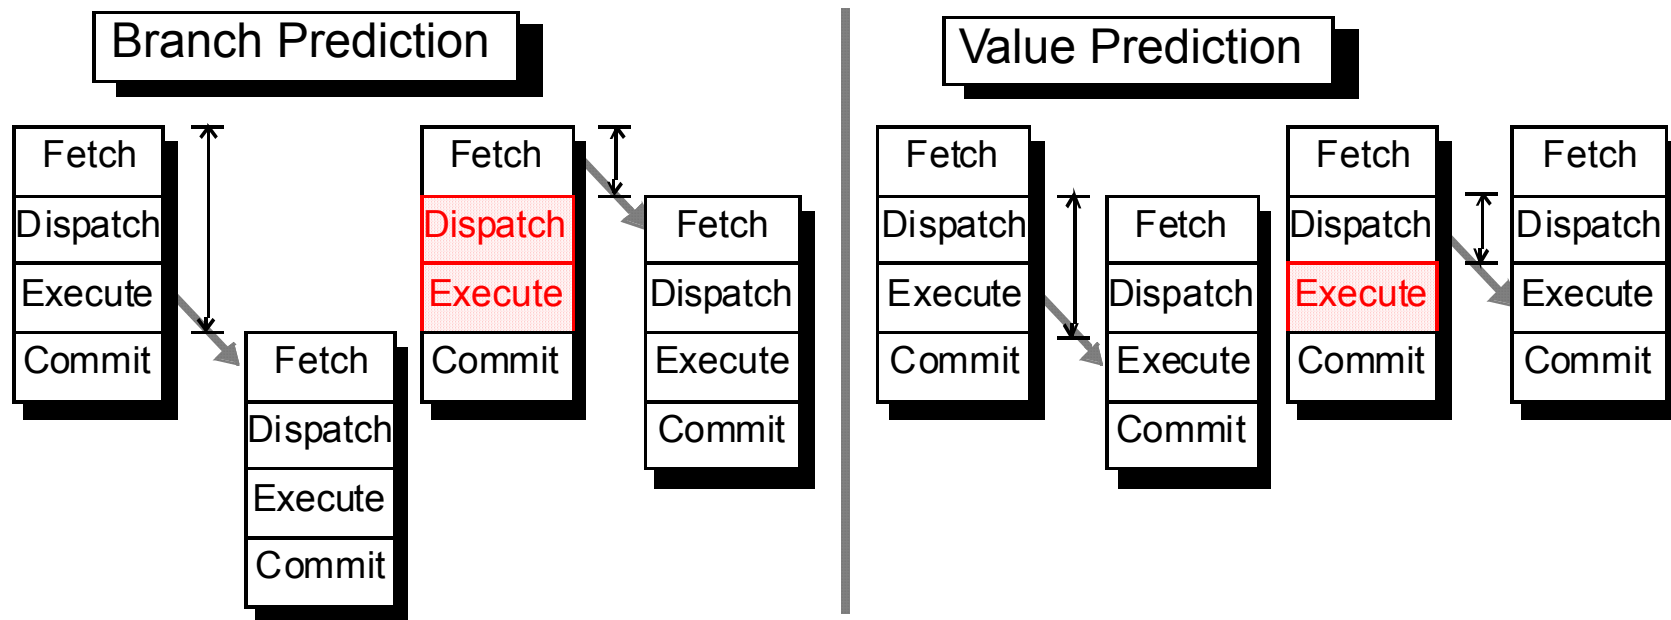 Branch Prediction
Fetch
Dispatch
Execute
Commit
Fetch
Dispatch
Execute
Commit
Fetch
Dispatch
Execute
Commit
Fetch
Dispatch
Execute
Commit
Value Prediction
Fetch
Dispatch
Execute
Commit
Fetch
Dispatch
Execute
Commit
Fetch
Dispatch
Execute
Commit
Fetch
Dispatch
Execute
Commit